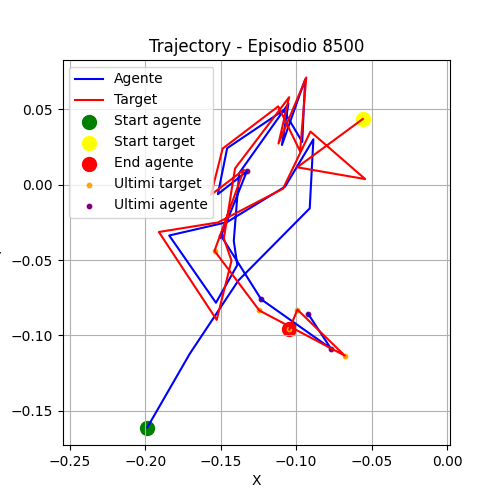 Trajectory - Episodio 8500
Agente
Target
Start agente
Start target
End agente
Ultimi target
Ultimi agente
0.05
0.00
−0.05
−0.10
−0.15
−0.25
−0.20
−0.15
−0.10
−0.05
0.00
X